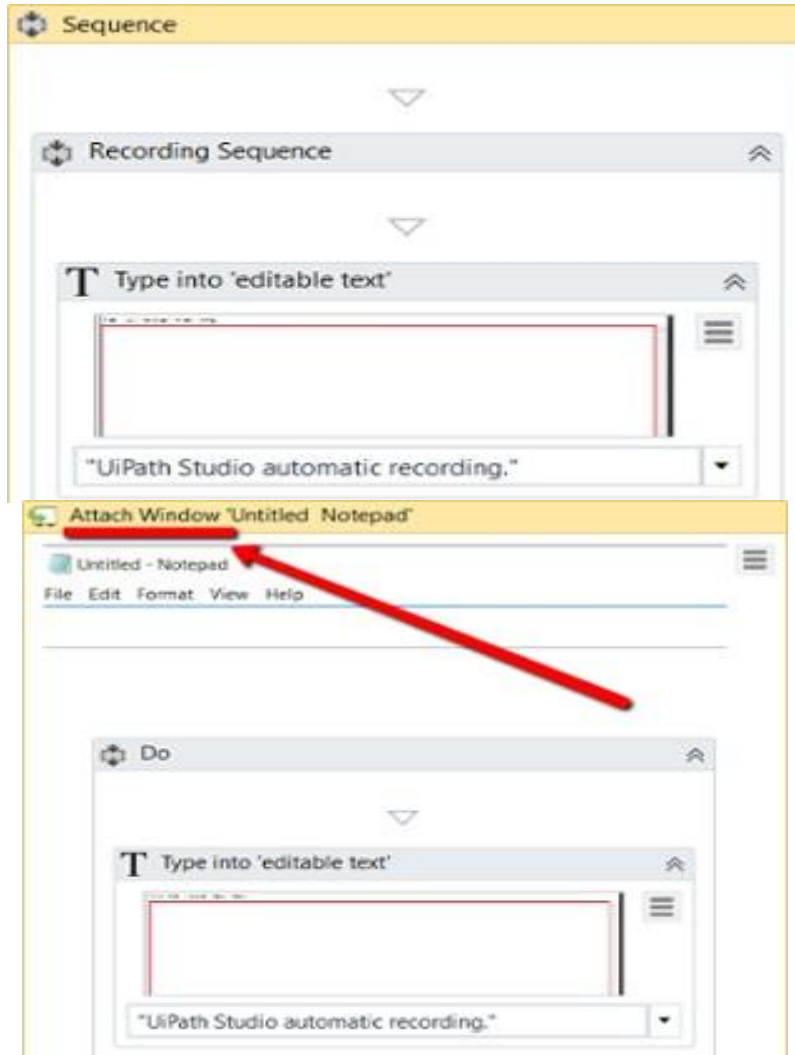 Sequence
Recording Sequence
T Type into 'editable text'
"UiPath Studio automatic recording."
Attach Window 'Untitled Notepad'
Untitled - Notepad
File Edit Format View Help
Do
T Type into 'editable text'
"UiPath Studio automatic recording."